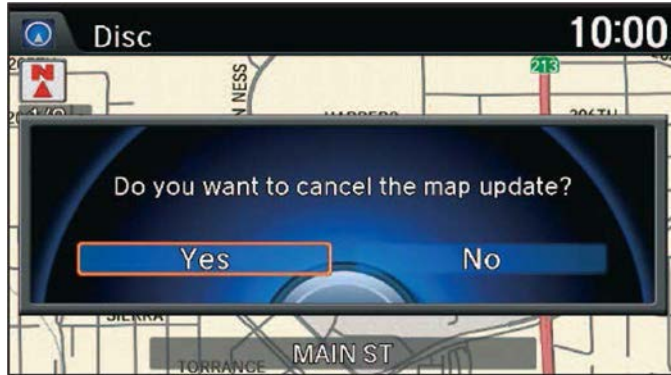 Disc
10:00
N
NESS
213
206TH
Do you want to cancel the map update?
Yes No
SIERRA
MAIN ST
TORRANCE